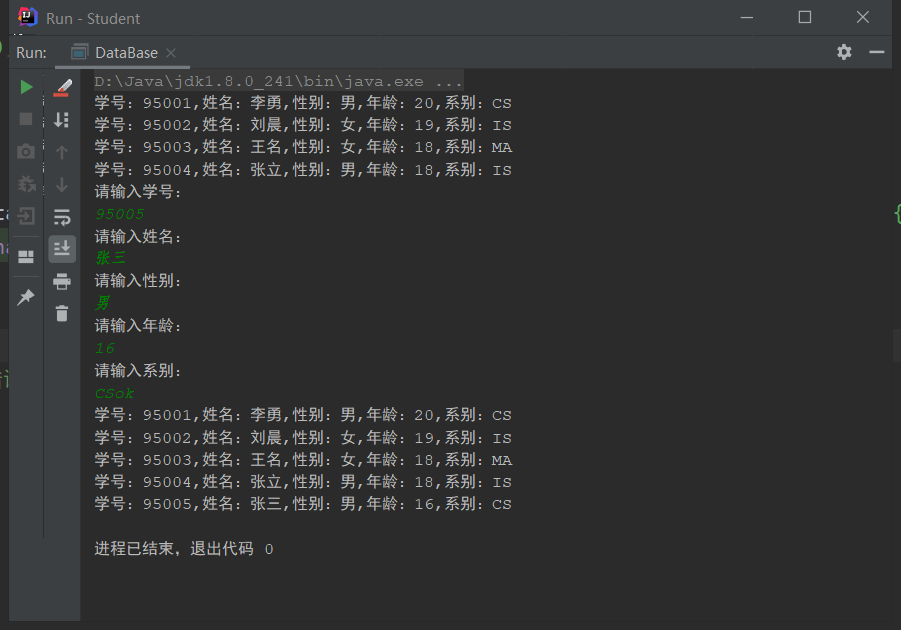 Run - Student
Run: DataBase
D:\Java\jdk1.8.0_241\bin\java.exe ...
学号：95001,姓名：李勇,性别：男,年龄：20,系别：CS
学号：95002,姓名：刘晨,性别：女,年龄：19,系别：IS
学号：95003,姓名：王名,性别：女,年龄：18,系别：MA
学号：95004,姓名：张立,性别：男,年龄：18,系别：IS
请输入学号：
95005
请输入姓名：
张三
请输入性别：
男
请输入年龄：
16
请输入系别：
CSok
学号：95001,姓名：李勇,性别：男,年龄：20,系别：CS
学号：95002,姓名：刘晨,性别：女,年龄：19,系别：IS
学号：95003,姓名：王名,性别：女,年龄：18,系别：MA
学号：95004,姓名：张立,性别：男,年龄：18,系别：IS
学号：95005,姓名：张三,性别：男,年龄：16,系别：CS
进程已结束，退出代码 0